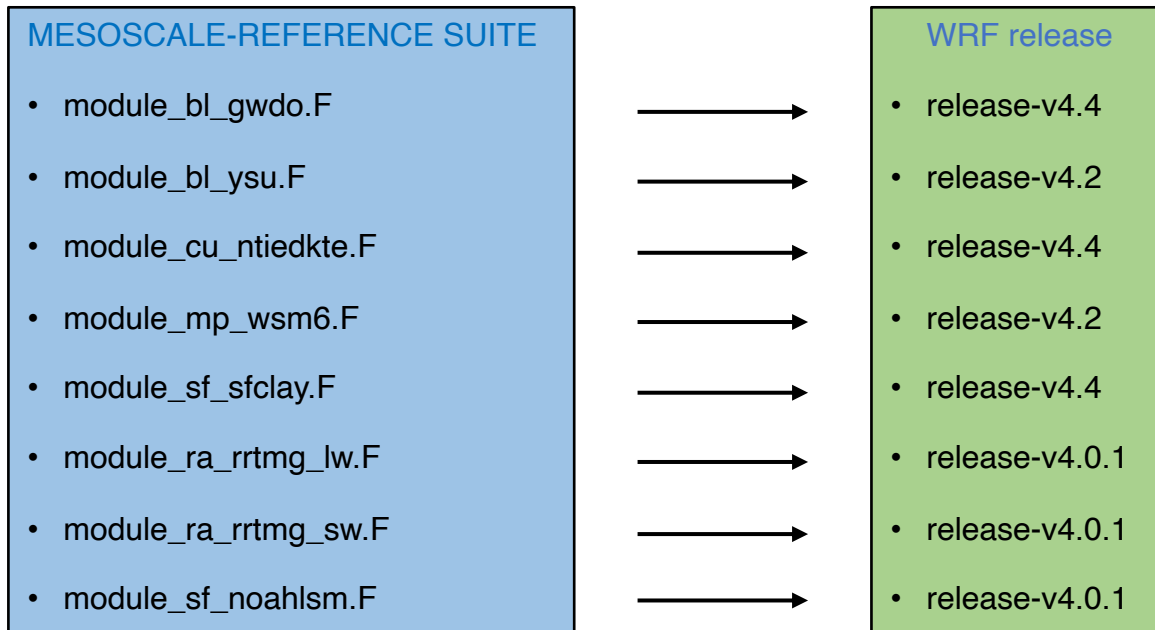 MESOSCALE-REFERENCE SUITE WRF release
• module_bl_gwdo.F • release-v4.4
• module_bl_ysu.F • release-v4.2
• module_cu_ntiedkte.F • release-v4.4
• module_mp_wsm6.F • release-v4.2
• module_sf_sfclay.F • release-v4.4
• module_ra_rrtmg_lw.F • release-v4.0.1
• module_ra_rrtmg_sw.F • release-v4.0.1
• module_sf_noahlsm.F • release-v4.0.1